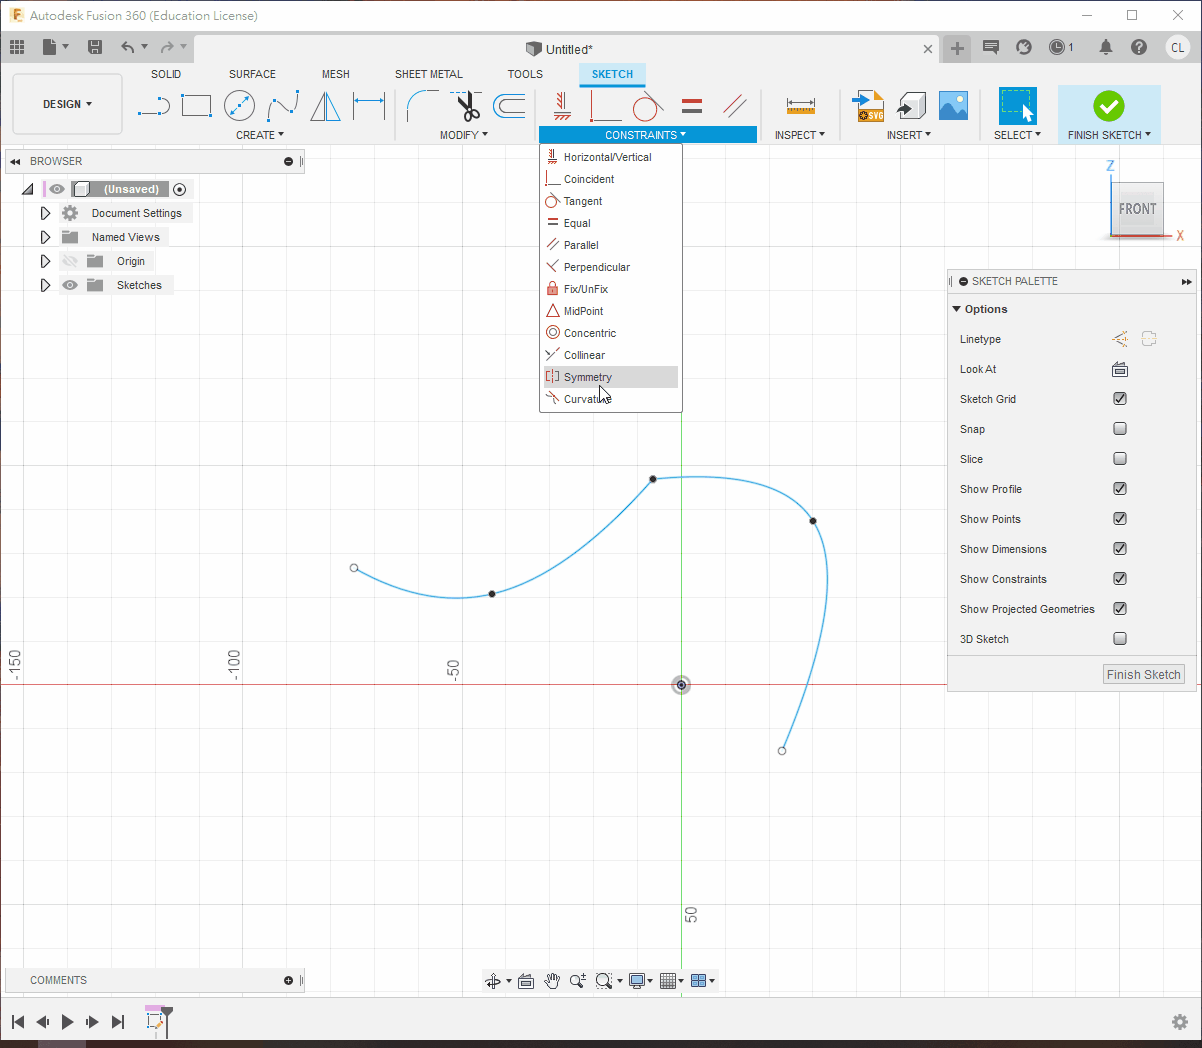 Autodesk Fusion 360 (Education License)
Untitled*
1
CL
SOLID SURFACE MESH SHEET METAL TOOLS SKETCH
DESIGN
SVG
CREATE MODIFY CONSTRAINTS INSPECT INSERT SELECT FINISH SKETCH
BROWSER
(Unsaved)
Document Settings
Named Views
Origin
Sketches
Horizontal/Vertical
Coincident
Tangent
Equal
Parallel
Perpendicular
Fix/UnFix
MidPoint
Concentric
Collinear
Symmetry
Curvature
Z
FRONT
X
SKETCH PALETTE
Options
Linetype
Look At
Sketch Grid
Snap
Slice
Show Profile
Show Points
Show Dimensions
Show Constraints
Show Projected Geometries
3D Sketch
Finish Sketch
-150
-100
-50
50
COMMENTS